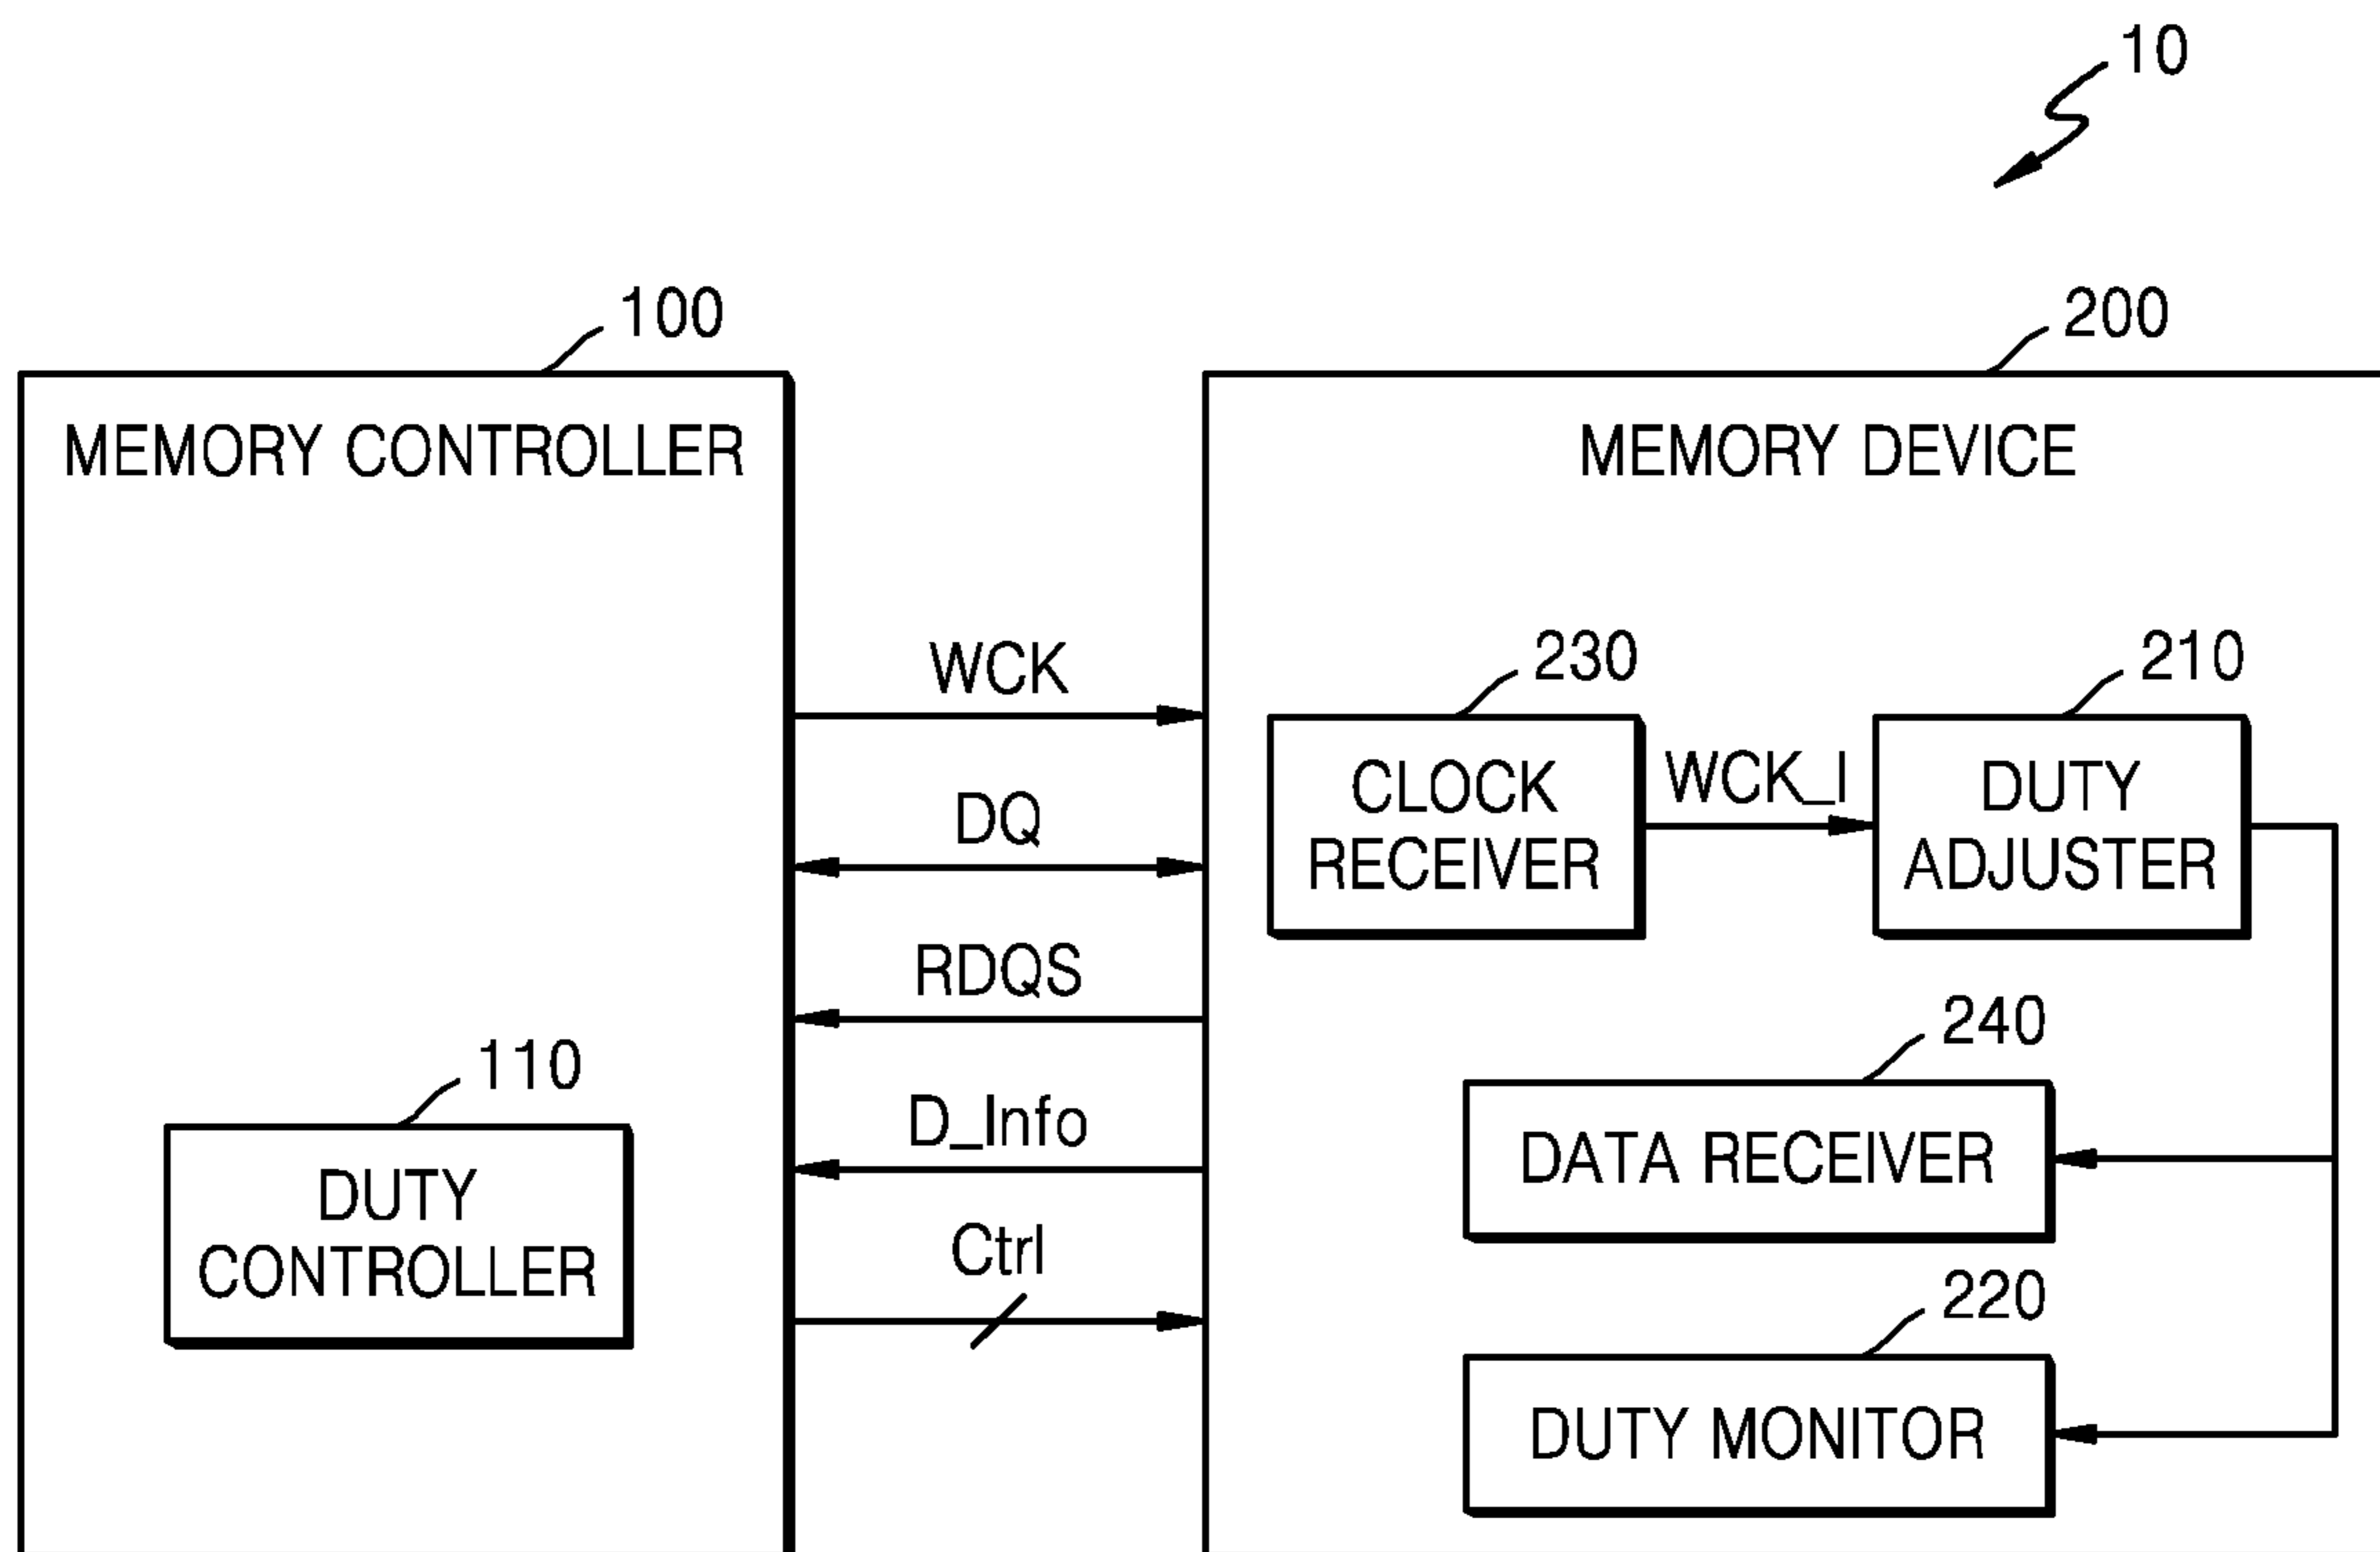 10
100
200
MEMORY CONTROLLER
MEMORY DEVICE
WCK
DQ
RDQS
D_Info
Ctrl
110
DUTY
CONTROLLER
230
CLOCK
RECEIVER
WCK_I
210
DUTY
ADJUSTER
240
DATA RECEIVER
220
DUTY MONITOR